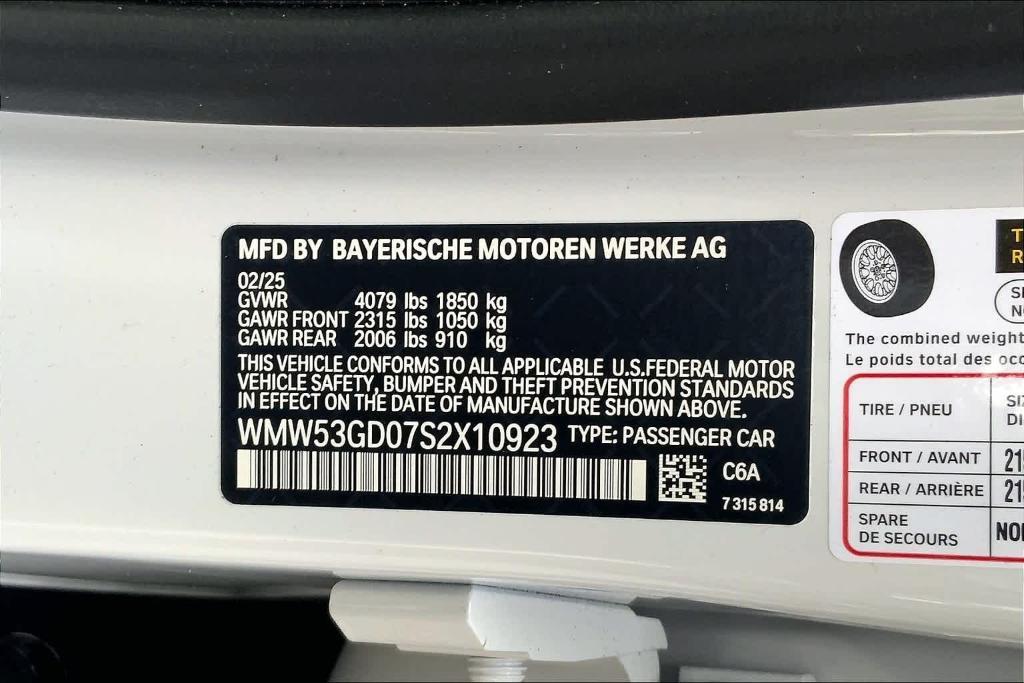 MFD BY BAYERISCHE MOTOREN WERKE AG
02/25
GVWR 4079 lbs 1850 kg
GAWR FRONT 2315 lbs 1050 kg
GAWR REAR 2006 lbs 910 kg
THIS VEHICLE CONFORMS TO ALL APPLICABLE U.S.FEDERAL MOTOR
VEHICLE SAFETY, BUMPER AND THEFT PREVENTION STANDARDS
IN EFFECT ON THE DATE OF MANUFACTURE SHOWN ABOVE.
WMW53GD07S2X10923 TYPE: PASSENGER CAR
C6A
7 315 814
The combined weight
Le poids total des
TIRE / PNEU
FRONT / AVANT
REAR / ARRIÈRE
SPARE
DE SECOURS